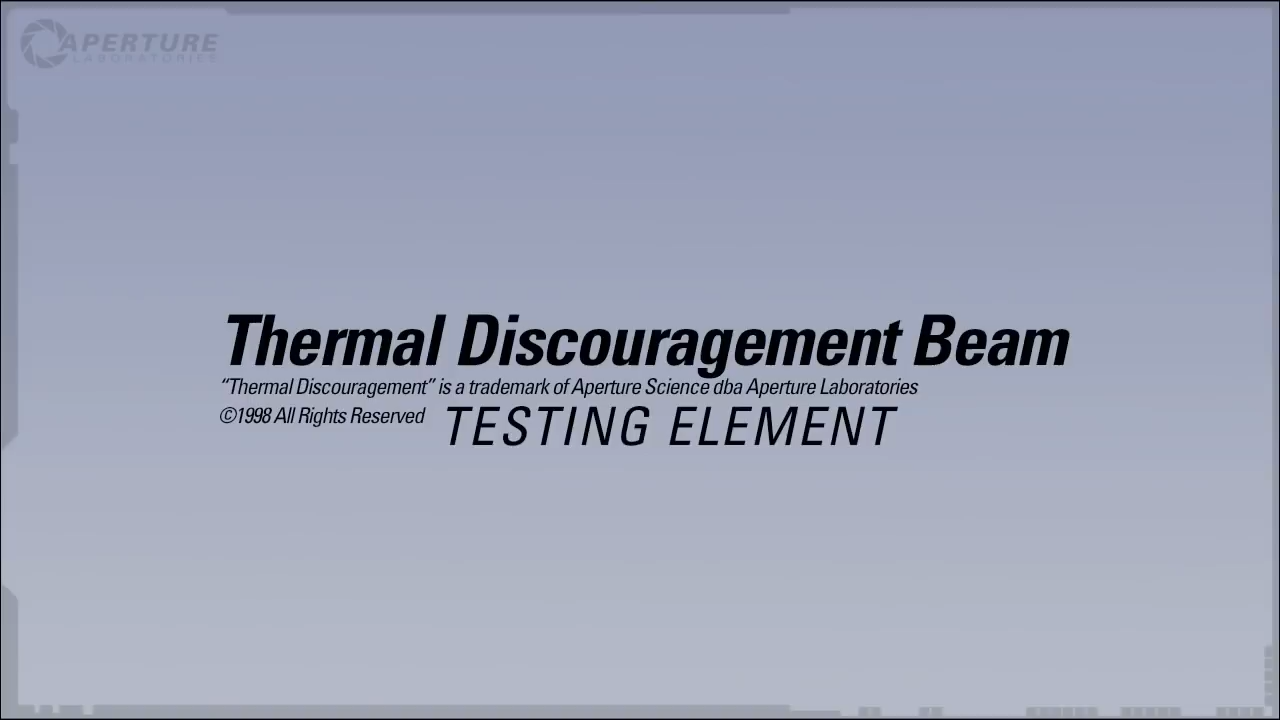 APERTURE
LABORATORIES
Thermal Discouragement Beam
“Thermal Discouragement” is a trademark of Aperture Science dba Aperture Laboratories
©1998 All Rights Reserved
TESTING ELEMENT